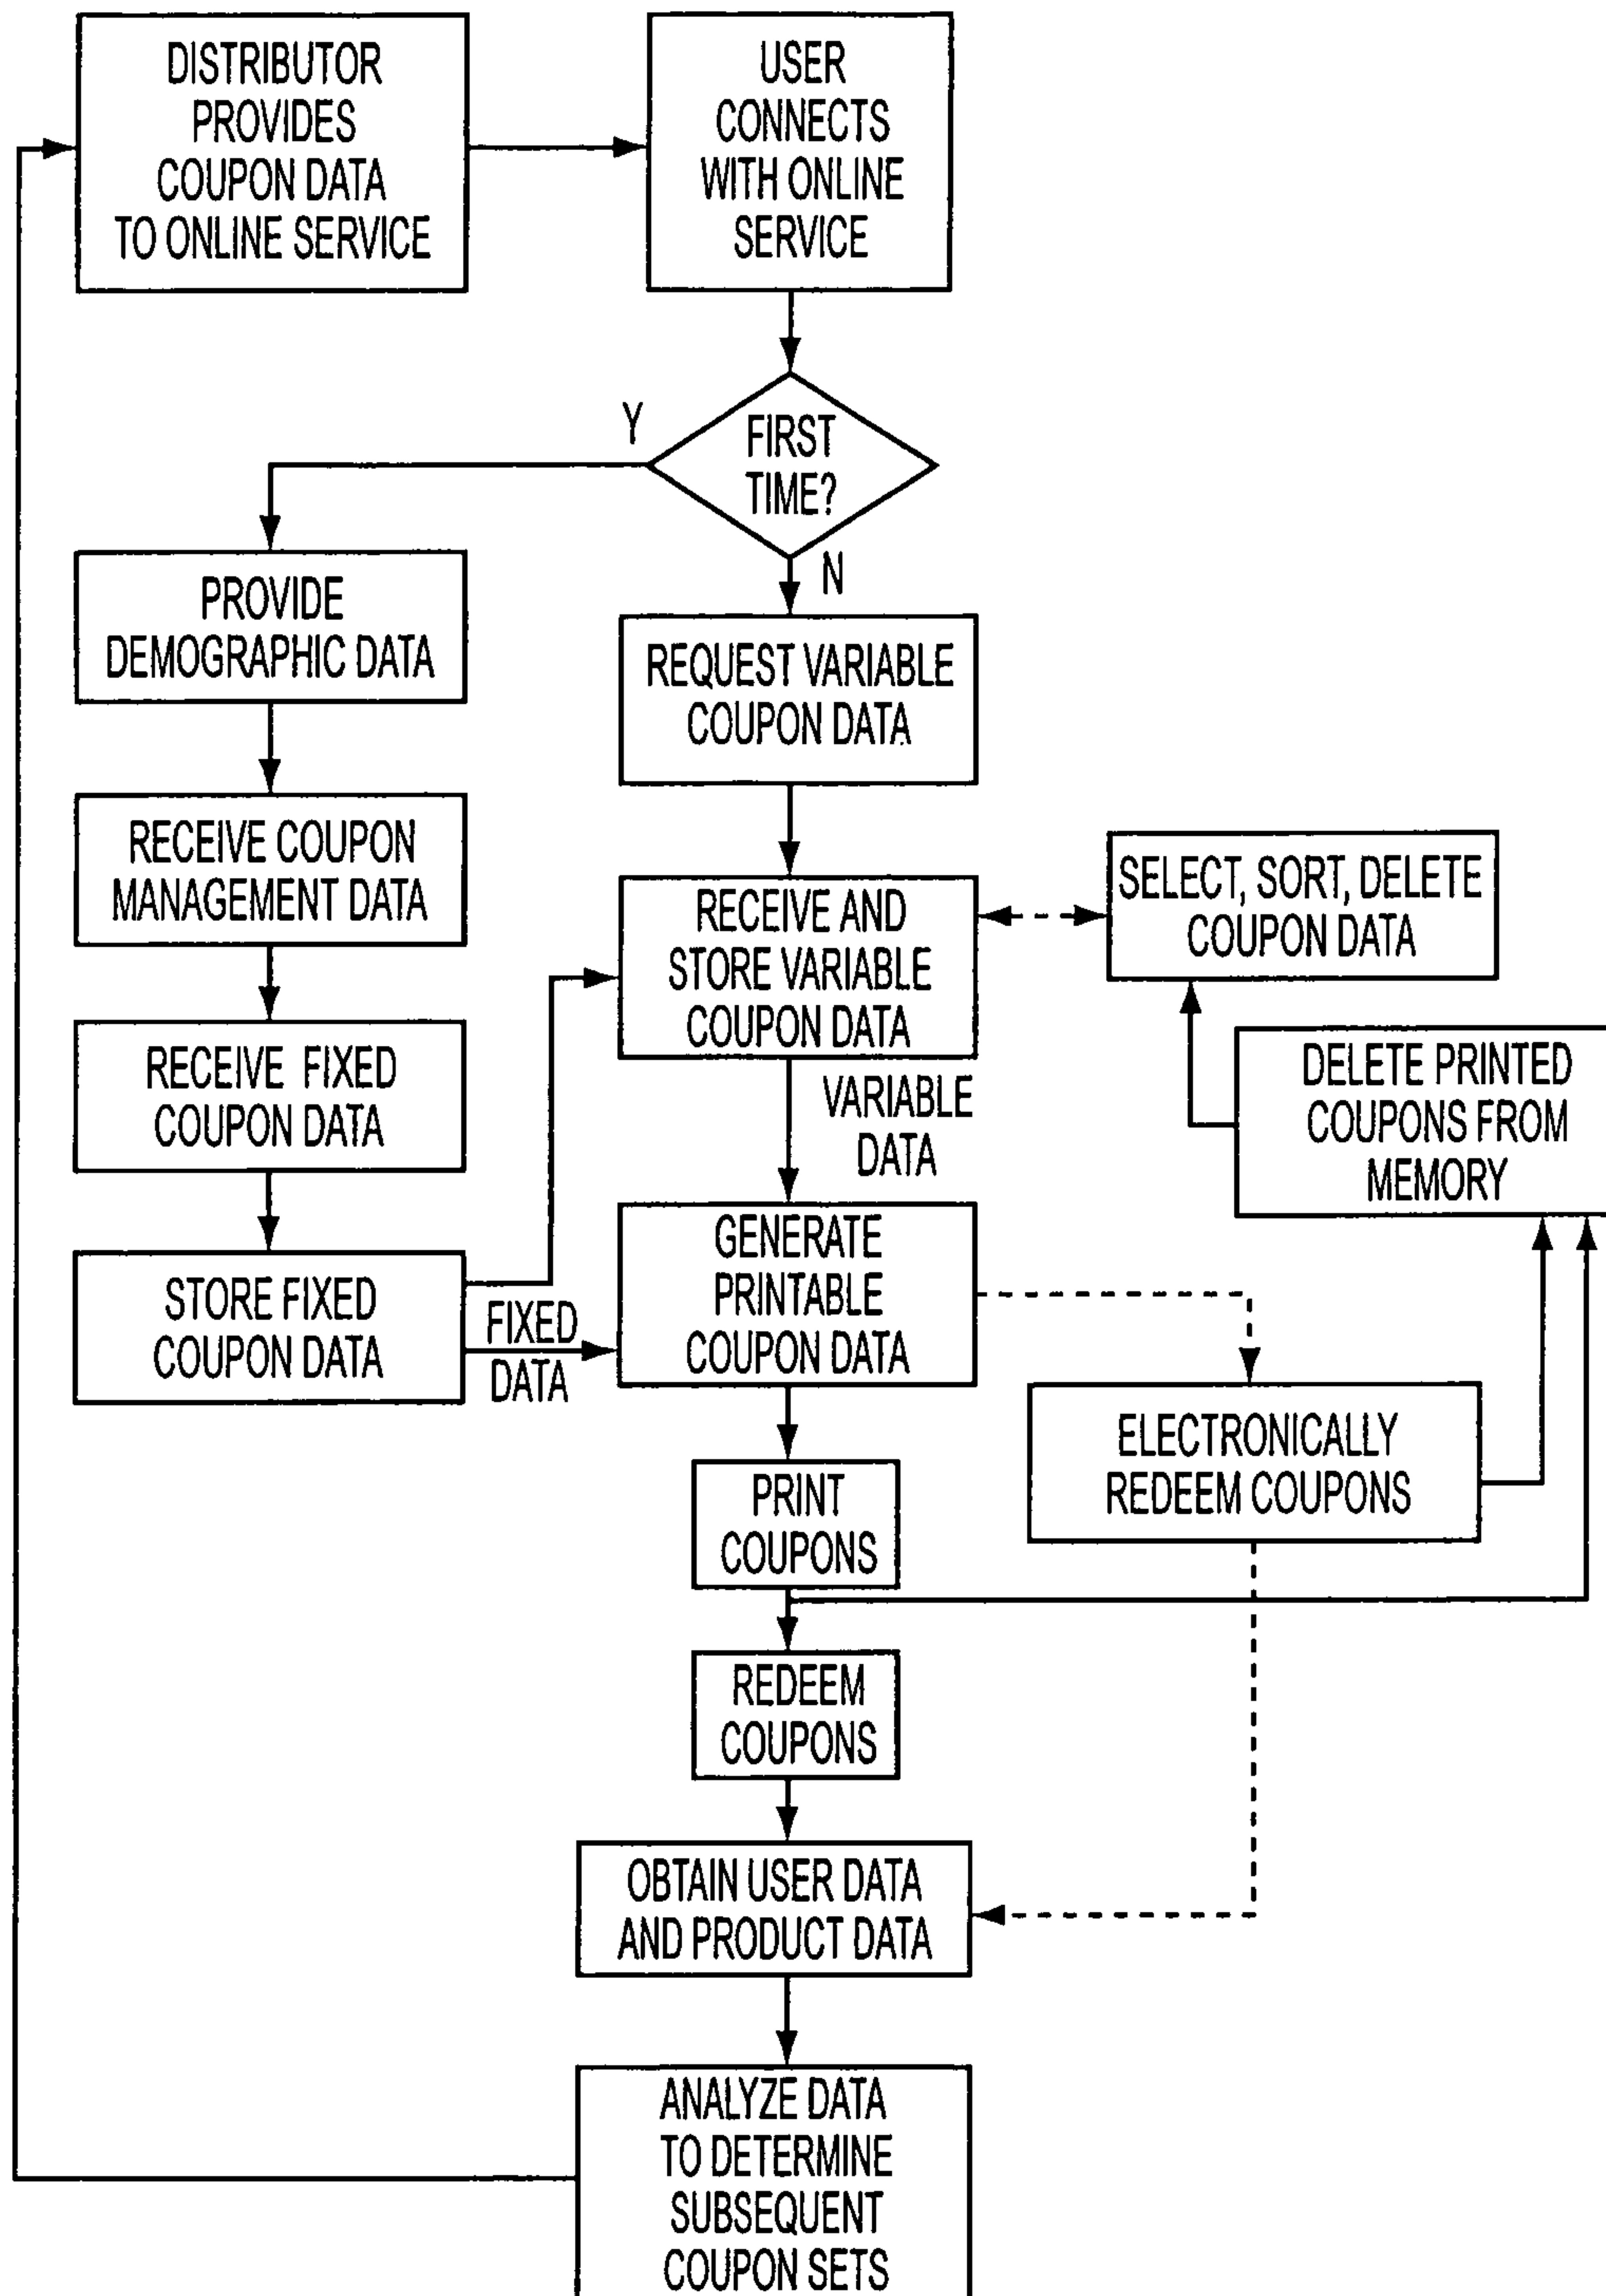 DISTRIBUTOR
PROVIDES
COUPON DATA
TO ONLINE SERVICE
USER
CONNECTS
WITH ONLINE
SERVICE
FIRST
TIME?
Y
N
PROVIDE
DEMOGRAPHIC DATA
REQUEST VARIABLE
COUPON DATA
RECEIVE COUPON
MANAGEMENT DATA
RECEIVE AND
STORE VARIABLE
COUPON DATA
SELECT, SORT, DELETE
COUPON DATA
RECEIVE FIXED
COUPON DATA
VARIABLE
DATA
DELETE PRINTED
COUPONS FROM
MEMORY
STORE FIXED
COUPON DATA
FIXED
DATA
GENERATE
PRINTABLE
COUPON DATA
ELECTRONICALLY
REDEEM COUPONS
PRINT
COUPONS
REDEEM
COUPONS
OBTAIN USER DATA
AND PRODUCT DATA
ANALYZE DATA
TO DETERMINE
SUBSEQUENT
COUPON SETS